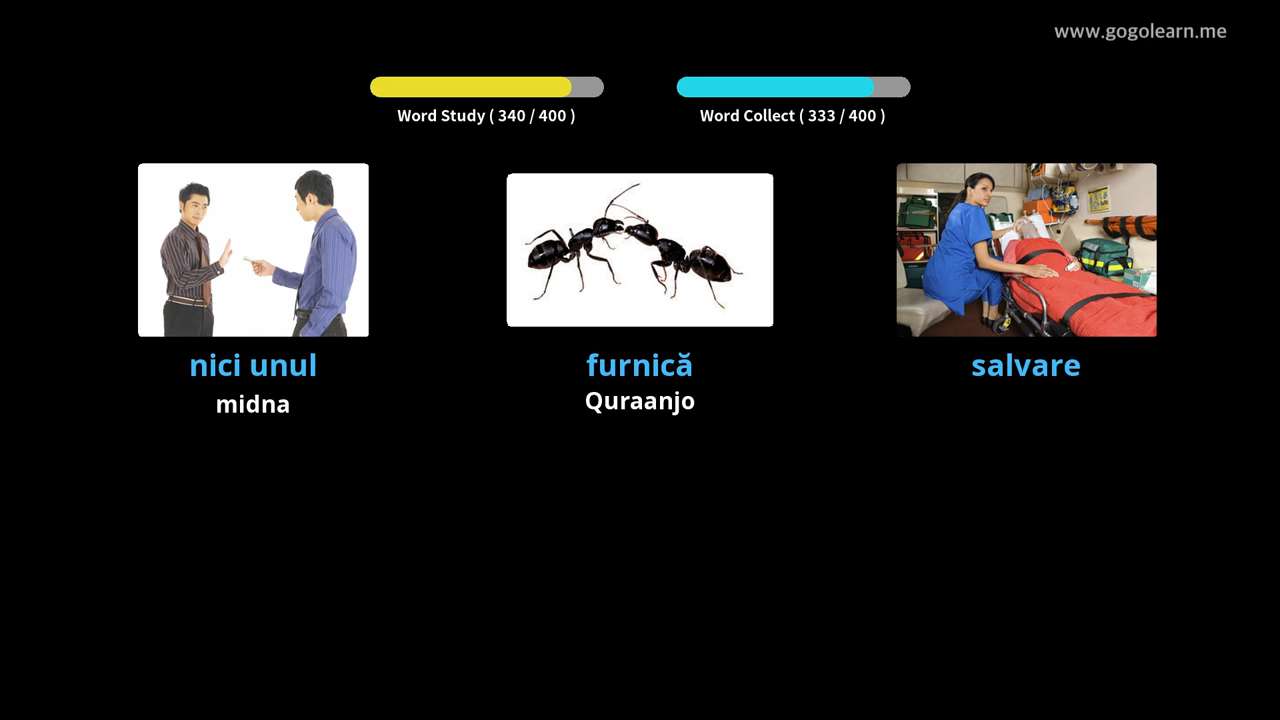 www.gogolearn.me
Word Study ( 340 / 400 )
Word Collect ( 333 / 400 )
nici unul
midna
furnică
Quraanjo
salvare